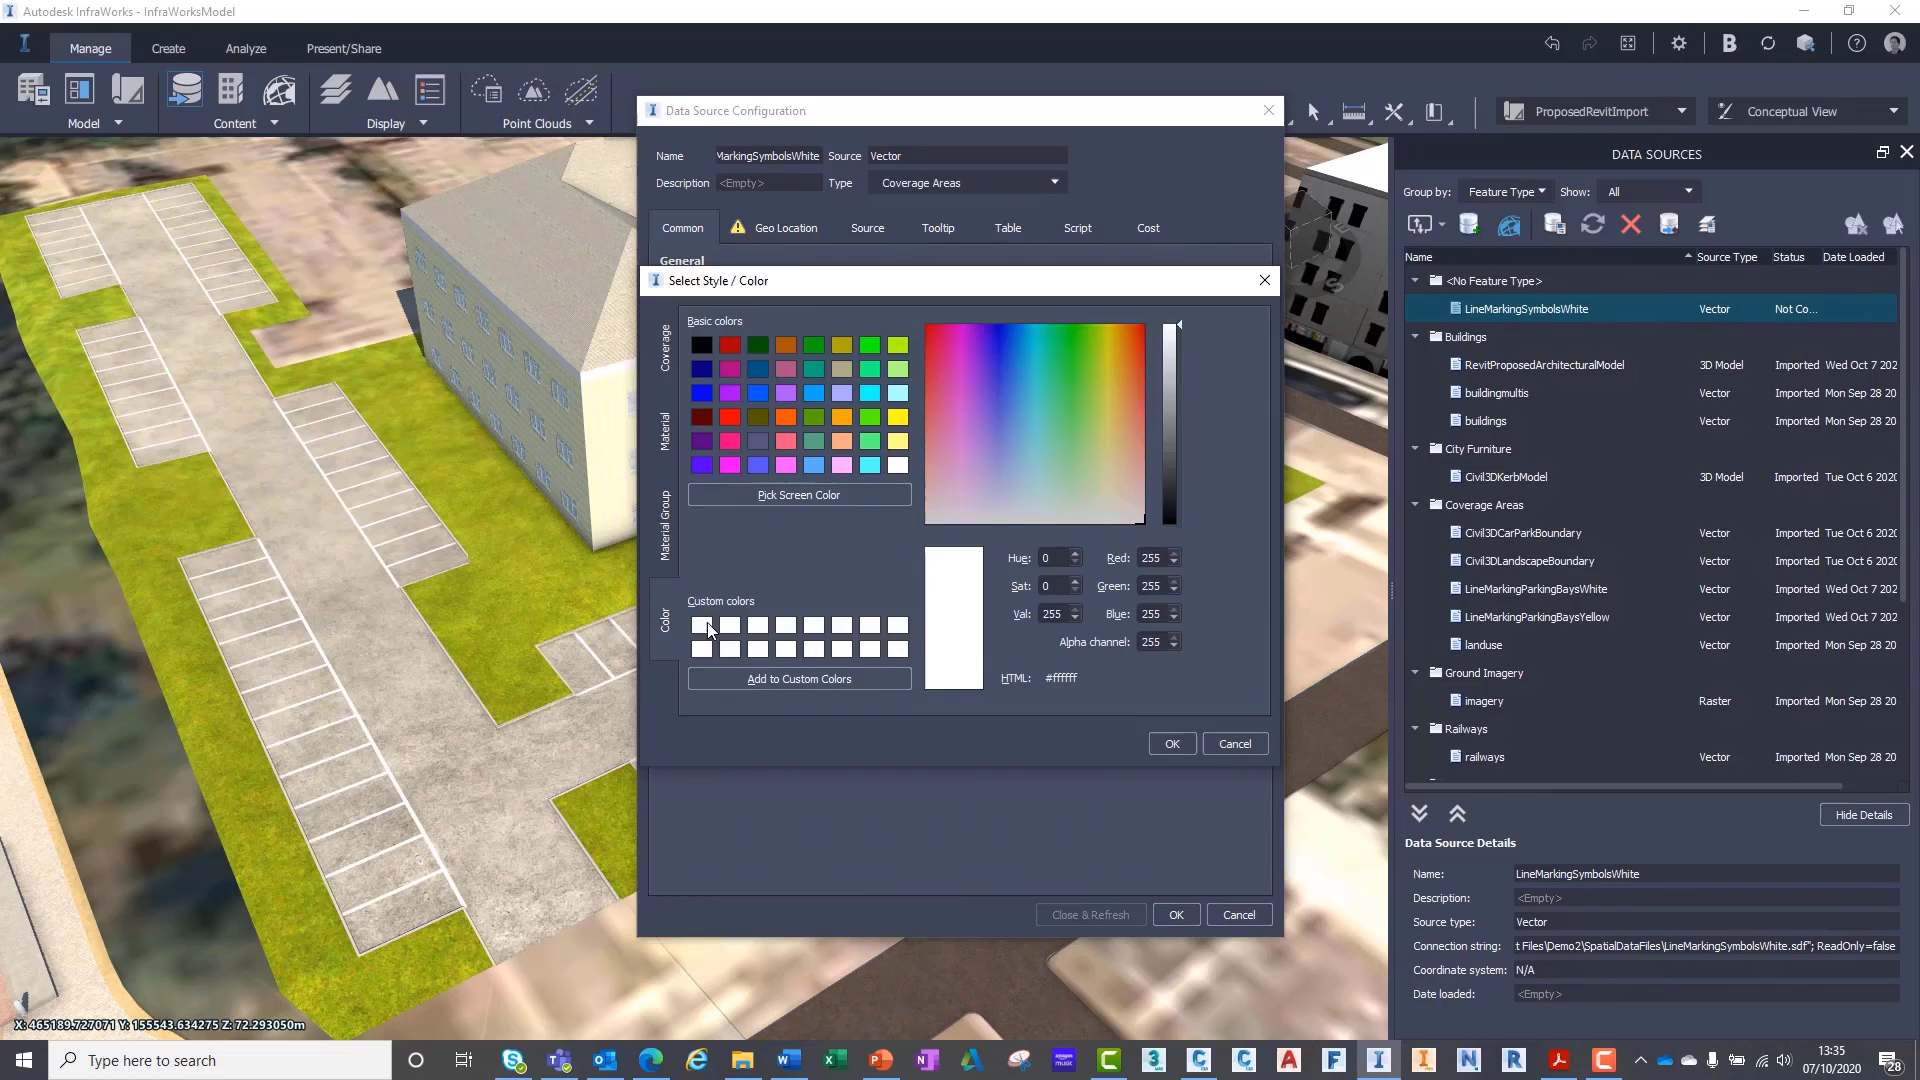 Autodesk InfraWorks - InfraWorksModel
Manage
Create
Analyze
Present/Share
Model
Content
Display
Point Clouds
ProposedRevitImport
Conceptual View
Data Source Configuration
Name
MarkingSymbolsWhite
Source
Vector
Description
<Empty>
Type
Coverage Areas
Common
Geo Location
Source
Tooltip
Table
Script
Cost
General
Select Style / Color
Coverage
Material
Material Group
Color
Basic colors
Pick Screen Color
Custom colors
Add to Custom Colors
Hue: 0
Red: 255
Sat: 0
Green: 255
Val: 255
Blue: 255
Alpha channel: 255
HTML: #ffffff
OK
Cancel
Close & Refresh
OK
Cancel
DATA SOURCES
Group by: Feature Type
Show: All
Name
Source Type
Status
Date Loaded
<No Feature Type>
LineMarkingSymbolsWhite Vector Not Co...
Buildings
RevitProposedArchitecturalModel 3D Model Imported Wed Oct 7 202
buildingmultis Vector Imported Mon Sep 28 20
buildings Vector Imported Mon Sep 28 20
City Furniture
Civil3DKerbModel 3D Model Imported Tue Oct 6 2020
Coverage Areas
Civil3DCarParkBoundary Vector Imported Tue Oct 6 2020
Civil3DLandscapeBoundary Vector Imported Tue Oct 6 2020
LineMarkingParkingBaysWhite Vector Imported Wed Oct 7 202
LineMarkingParkingBaysYellow Vector Imported Wed Oct 7 202
landuse Vector Imported Mon Sep 28 20
Ground Imagery
imagery Raster Imported Mon Sep 28 20
Railways
railways Vector Imported Mon Sep 28 20
Hide Details
Data Source Details
Name: LineMarkingSymbolsWhite
Description: <Empty>
Source type: Vector
Connection string: t Files\Demo2\SpatialDataFiles\LineMarkingSymbolsWhite.sdf"; ReadOnly=false
Coordinate system: N/A
Date loaded: <Empty>
X: 465189.727071 Y: 155543.634275 Z: 72.293050m
Type here to search
13:35
07/10/2020
28